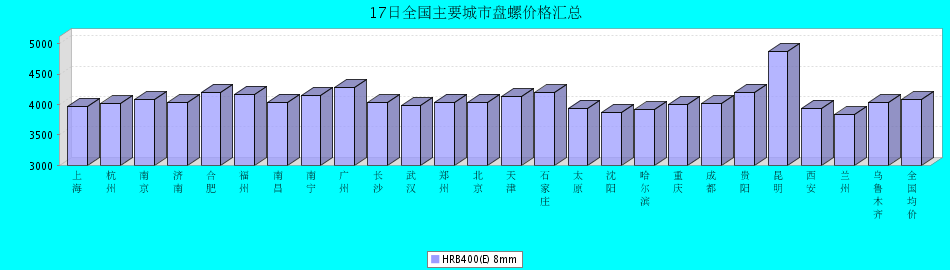 17日全国主要城市盘螺价格汇总
5000
4500
4000
3500
3000
上海
杭州
南京
济南
合肥
福州
南昌
南宁
广州
长沙
武汉
郑州
北京
天津
石家庄
太原
沈阳
哈尔滨
重庆
成都
贵阳
昆明
西安
兰州
乌鲁木齐
全国均价
HRB400(E) 8mm